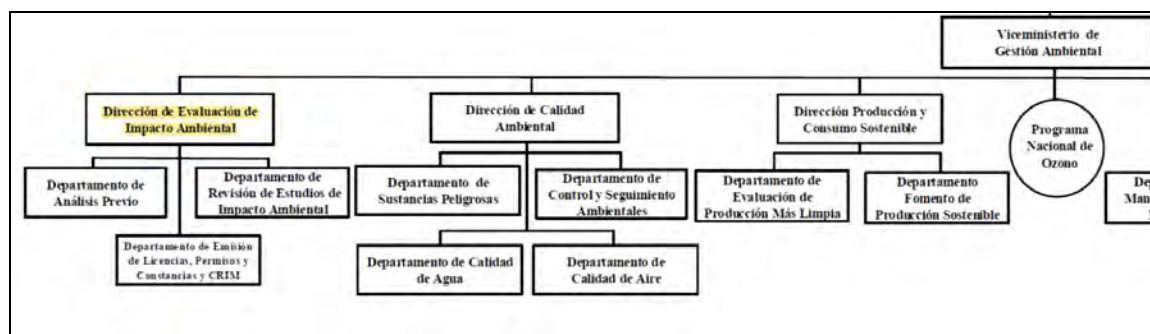 Viceministerio de
Gestión Ambiental
Dirección de Evaluación de
Impacto Ambiental
Dirección de Calidad
Ambiental
Dirección Producción y
Consumo Sostenible
Programa
Nacional de
Ozono
Departamento de
Análisis Previo
Departamento de
Revisión de Estudios de
Impacto Ambiental
Departamento de
Sustancias Peligrosas
Departamento de
Control y Seguimiento
Ambientales
Departamento de
Evaluación de
Producción Más Limpia
Departamento
Fomento de
Producción Sostenible
Departamento de Emisión
de Licencias, Permisos y
Constancias y CRIM
Departamento de Calidad
de Agua
Departamento de
Calidad de Aire